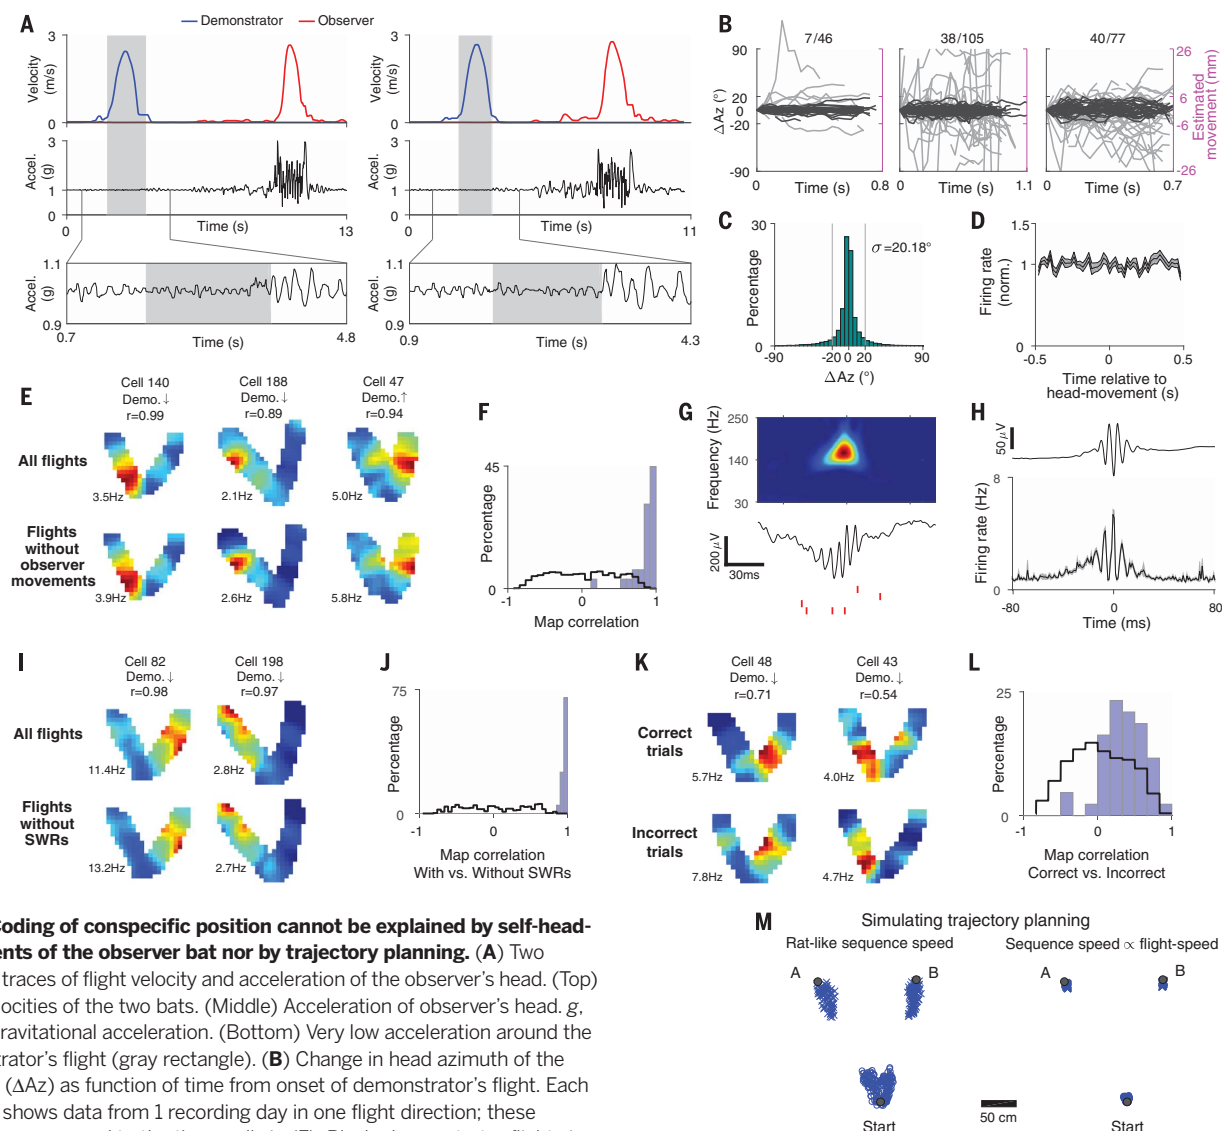 A
Demonstrator Observer
3
Velocity (m/s)
0
3
Velocity (m/s)
0
3
Accel. (g)
1
0
0 Time (s) 13
3
Accel. (g)
1
0
0 Time (s) 11
1.1
Accel. (g)
0.9
0.7 Time (s) 4.8
1.1
Accel. (g)
0.9
0.9 Time (s) 4.3
B
7/46 38/105 40/77
90
20
0
-20
-90
ΔAz (°)
26
6
-6
-26
Estimated movement (mm)
0 Time (s) 0.8
0 Time (s) 1.1
0 Time (s) 0.7
C
30
Percentage
0
σ=20.18°
-90 -20 0 20 90
ΔAz (°)
D
1.5
1
0
Firing rate (norm.)
-0.5 0 0.5
Time relative to
head-movement (s)
E
Cell 140 Cell 188 Cell 47
Demo.↓ Demo.↓ Demo.↑
r=0.99 r=0.89 r=0.94
All flights
3.5Hz 2.1Hz 5.0Hz
Flights
without
observer
movements
3.9Hz 2.6Hz 5.8Hz
F
45
Percentage
0
-1 0 1
Map correlation
G
250
140
30
Frequency (Hz)
200 μV
30ms
H
50 μV
8
Firing rate (Hz)
0
-80 0 80
Time (ms)
I
Cell 82 Cell 198
Demo.↓ Demo.↓
r=0.98 r=0.97
All flights
11.4Hz 2.8Hz
Flights
without
SWRs
13.2Hz 2.7Hz
J
75
Percentage
0
-1 0 1
Map correlation
With vs. Without SWRs
K
Cell 48 Cell 43
Demo.↓ Demo.↓
r=0.71 r=0.54
Correct
trials
5.7Hz 4.0Hz
Incorrect
trials
7.8Hz 4.7Hz
L
25
Percentage
0
-1 0 1
Map correlation
Correct vs. Incorrect
Coding of conspecific position cannot be explained by self-head-
ents of the observer bat nor by trajectory planning. (A) Two
traces of flight velocity and acceleration of the observer's head. (Top)
locities of the two bats. (Middle) Acceleration of observer's head. g,
ravitational acceleration. (Bottom) Very low acceleration around the
trator's flight (gray rectangle). (B) Change in head azimuth of the
(ΔAz) as function of time from onset of demonstrator's flight. Each
shows data from 1 recording day in one flight direction; these
M
Simulating trajectory planning
Rat-like sequence speed Sequence speed ∝ flight-speed
A B A B
50 cm
Start Start